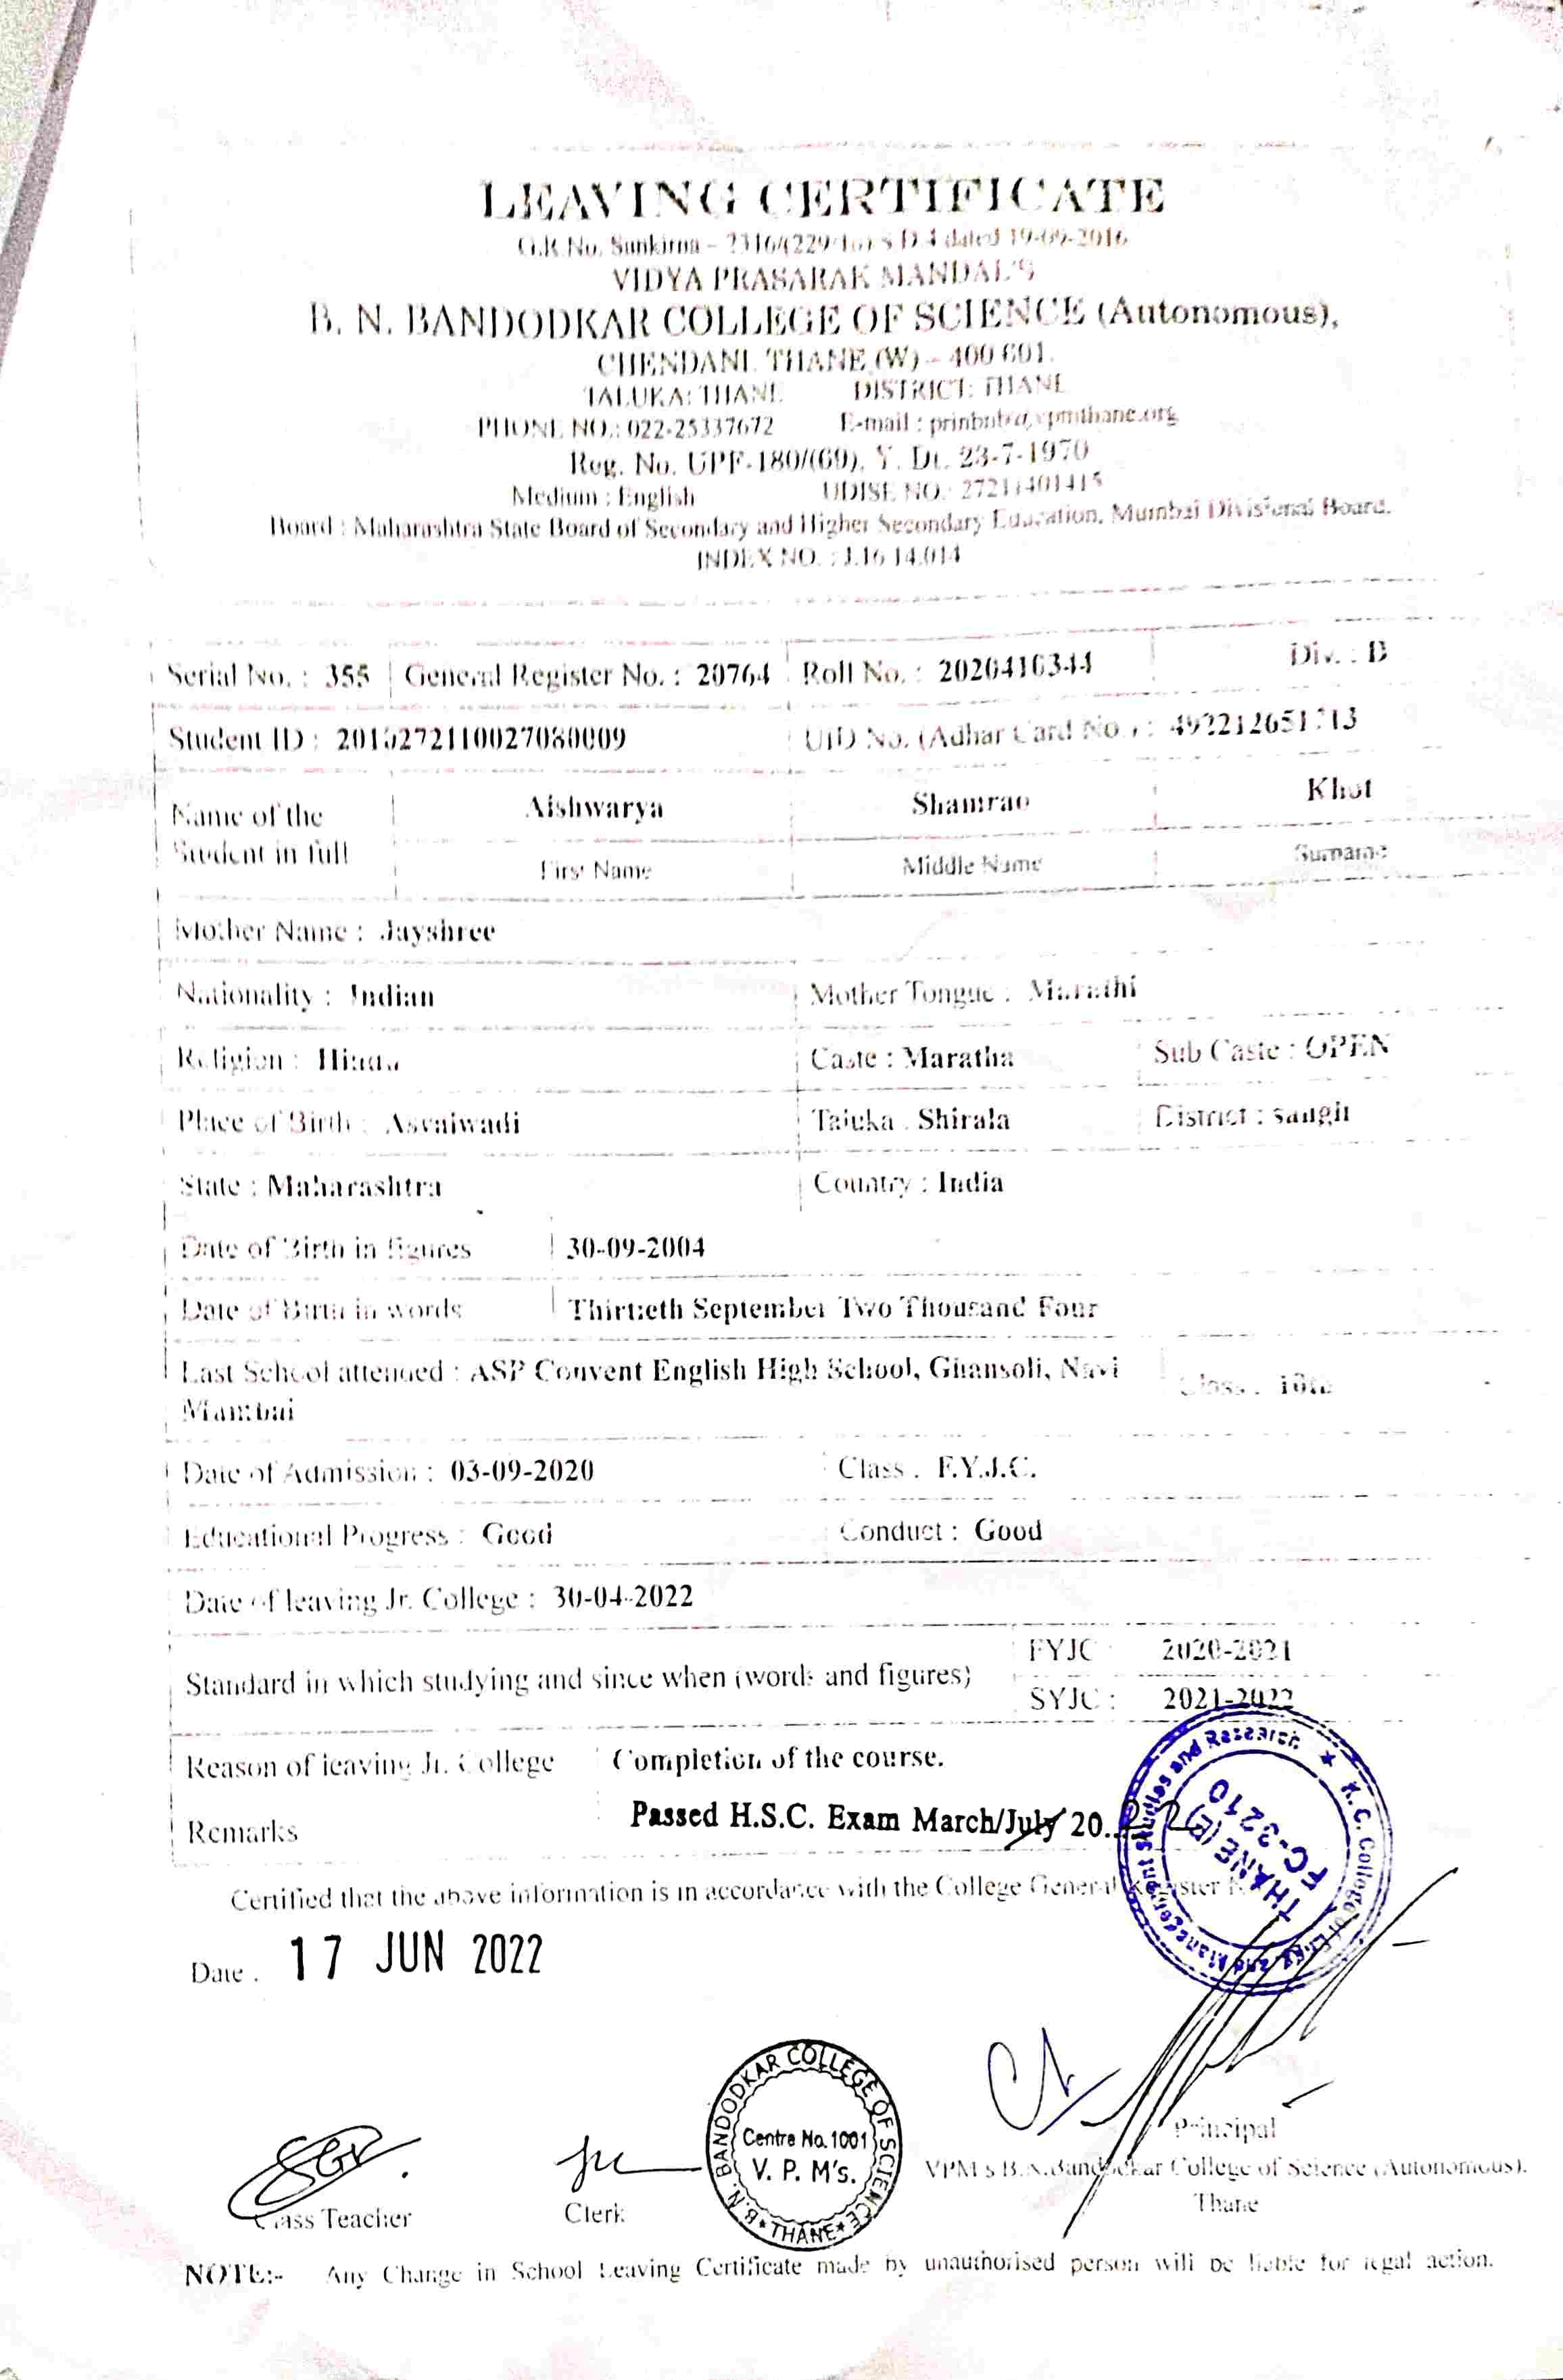 LEAVING CERTIFICATE
G.R.No. Sankirna – dated 19-09-2016
VIDYA PRASARAK MANDAL'S
B. N. BANDODKAR COLLEGE OF SCIENCE (Autonomous),
CHENDANI, THANE (W) – 400 601.
TALUKA: THANE DISTRICT: THANE
PHONE NO.: 022-25337672 E-mail :
Reg. No. UPF-180/(69), Y. Dt. 23-7-1970
Medium : English UDISE NO.: 27211401415
Board : Maharashtra State Board of Secondary and Higher Secondary Education, Mumbai Divisional Board.
INDEX NO. : J.16 14.014
Serial No. : 355 General Register No. : 20764 Roll No. : 2020410344 Div. : B
Student ID : UID No. (Adhar Card No.) :
Name of the Aishwarya Shamrao Khot
Student in full First Name Middle Name Surname
Mother Name : Jayshree
Nationality : Indian Mother Tongue : Marathi
Religion : Hindu Caste : Maratha Sub Caste : OPEN
Place of Birth : Taluka : Shirala District : sangli
State : Maharashtra Country : India
Date of Birth in figures 30-09-2004
Date of Birth in words Thirtieth September Two Thousand Four
Last School attended : ASP Convent English High School, Ghansoli, Navi Class : 10th
Mumbai
Date of Admission : 03-09-2020 Class : F.Y.J.C.
Educational Progress : Good Conduct : Good
Date of leaving Jr. College : 30-04-2022
Standard in which studying and since when (words and figures) FYJC : 2020-2021
SYJC : 2021-2022
Reason of leaving Jr. College Completion of the course.
Remarks Passed H.S.C. Exam March/July 20..22
Certified that the above information is in accordance with the College General Register
Date : 17 JUN 2022
K. C. College of Engg. and Management Studies and Research ★
THANE (E)
FC-3210
B. N. BANDODKAR COLLEGE OF SCIENCE ★ THANE ★
Centre No. 1001
V. P. M's.
Principal
Class Teacher Clerk VPM's B.N.Bandodkar College of Science (Autonomous).
Thane
NOTE:- Any Change in School Leaving Certificate made by unauthorised person will be liable for legal action.